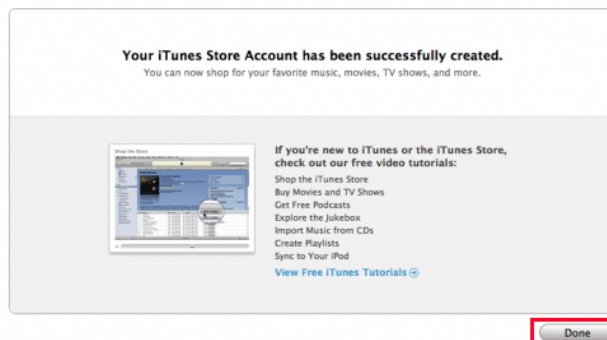 Your iTunes Store Account has been successfully created.
You can now shop for your favorite music, movies, TV shows, and more.
Shop the Store
If you're new to iTunes or the iTunes Store,
check out our free video tutorials:
Shop the iTunes Store
Buy Movies and TV Shows
Get Free Podcasts
Explore the Jukebox
Import Music from CDs
Create Playlists
Sync to Your iPod
View Free iTunes Tutorials
Done